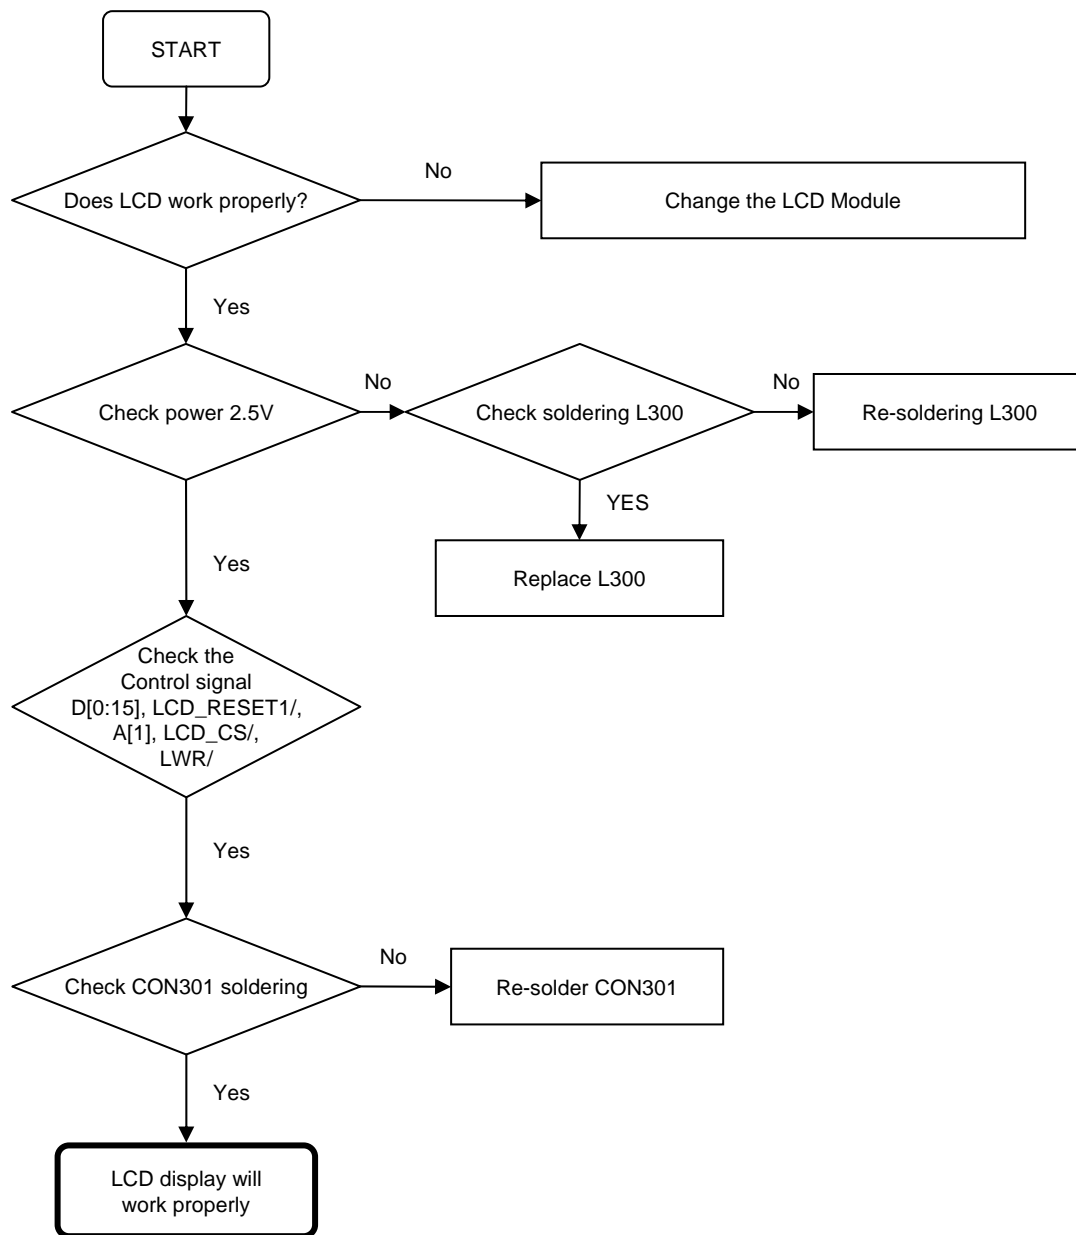 START
Does LCD work properly?
No
Change the LCD Module
Yes
Check power 2.5V
No
Check soldering L300
No
Re-soldering L300
YES
Replace L300
Yes
Check the
Control signal
D[0:15], LCD_RESET1/,
A[1], LCD_CS/,
LWR/
Yes
Check CON301 soldering
No
Re-solder CON301
Yes
LCD display will
work properly